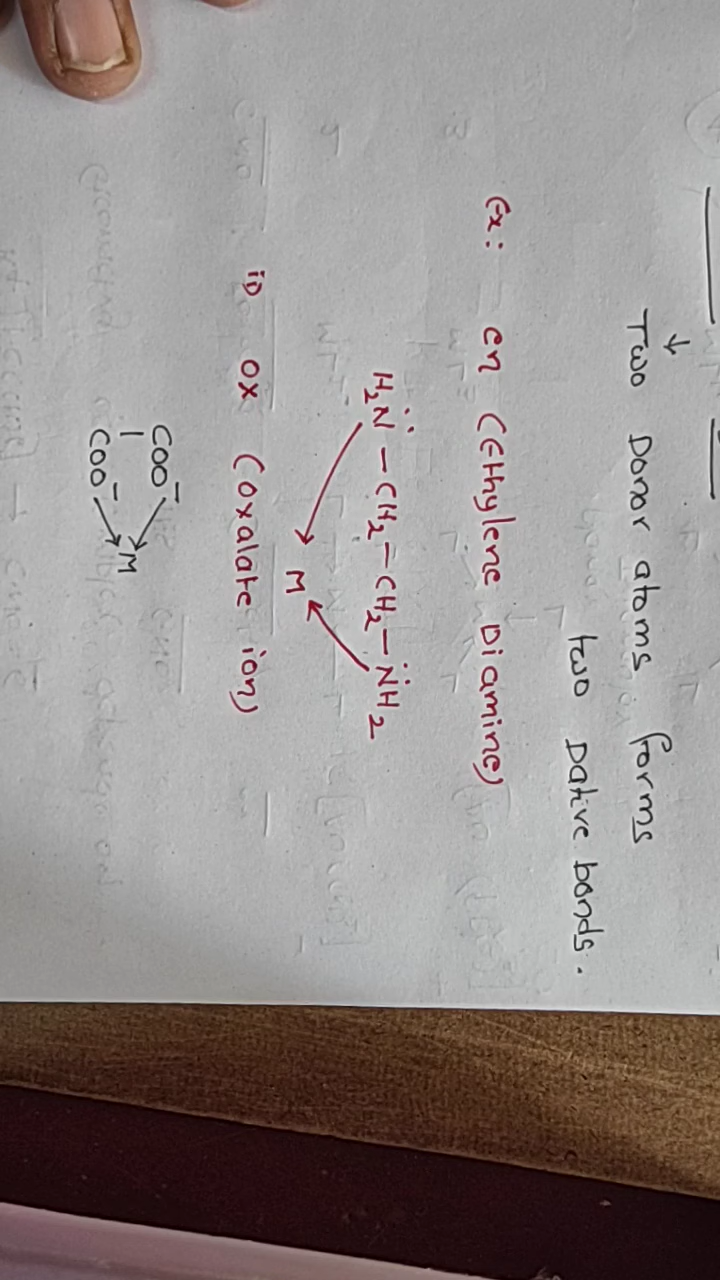 ↓
Two Donor atoms forms
two Dative bonds.
Ex: en (Ethylene Diamine)
H₂N̈ – CH₂ – CH₂ – N̈H₂
M
i) ox (oxalate ion)
COO⁻
|
COO⁻
M